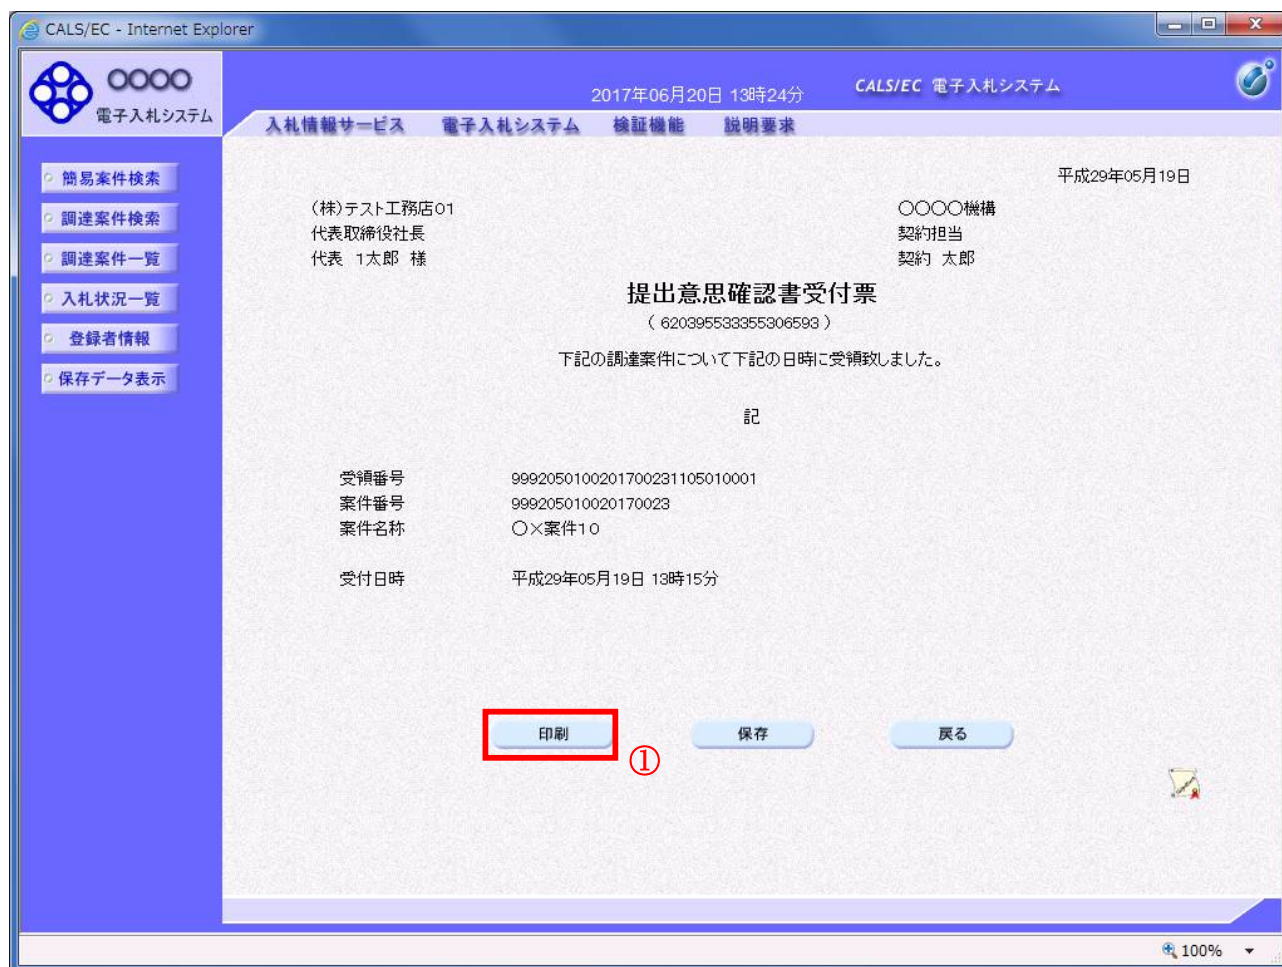 CALS/EC - Internet Explorer
〇〇〇〇
電子入札システム
2017年06月20日 13時24分
CALS/EC 電子入札システム
入札情報サービス 電子入札システム 検証機能 説明要求
簡易案件検索
調達案件検索
調達案件一覧
入札状況一覧
登録者情報
保存データ表示
平成29年05月19日
(株)テスト工務店01
代表取締役社長
代表 1太郎 様
〇〇〇〇機構
契約担当
契約 太郎
提出意思確認書受付票
（620395533355306593）
下記の調達案件について下記の日時に受領致しました。
記
受領番号 9992050100201700231105010001
案件番号 999205010020170023
案件名称 〇×案件10
受付日時 平成29年05月19日 13時15分
印刷 保存 戻る
①
100%